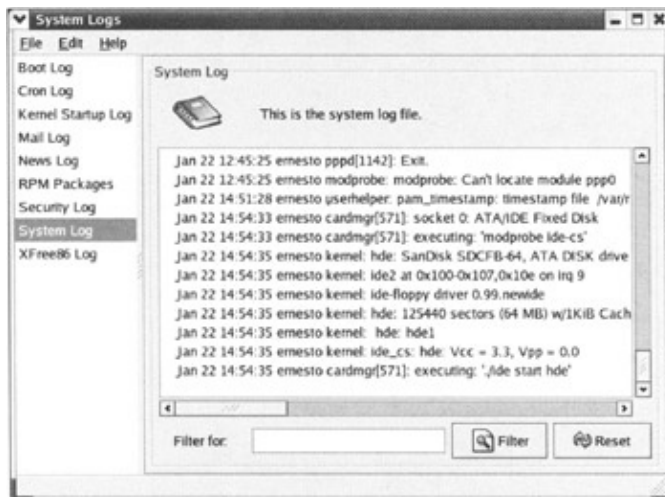 System Logs
File Edit Help
Boot Log
Cron Log
Kernel Startup Log
Mail Log
News Log
RPM Packages
Security Log
System Log
XFree86 Log
System Log
This is the system log file.
Jan 22 12:45:25 ernesto pppd[1142]: Exit.
Jan 22 12:45:25 ernesto modprobe: modprobe: Can't locate module ppp0
Jan 22 14:51:28 ernesto userhelper: pam_timestamp: timestamp file /var/r
Jan 22 14:54:33 ernesto cardmgr[571]: socket 0: ATA/IDE Fixed Disk
Jan 22 14:54:33 ernesto cardmgr[571]: executing: 'modprobe ide-cs'
Jan 22 14:54:35 ernesto kernel: hde: SanDisk SDCFB-64, ATA DISK drive
Jan 22 14:54:35 ernesto kernel: ide2 at 0x100-0x107,0x10e on irq 9
Jan 22 14:54:35 ernesto kernel: ide-floppy driver 0.99.newide
Jan 22 14:54:35 ernesto kernel: hde: 125440 sectors (64 MB) w/1KiB Cach
Jan 22 14:54:35 ernesto kernel: hde: hde1
Jan 22 14:54:35 ernesto kernel: ide_cs: hde: Vcc = 3.3, Vpp = 0.0
Jan 22 14:54:35 ernesto cardmgr[571]: executing: './ide start hde'
Filter for: Filter Reset